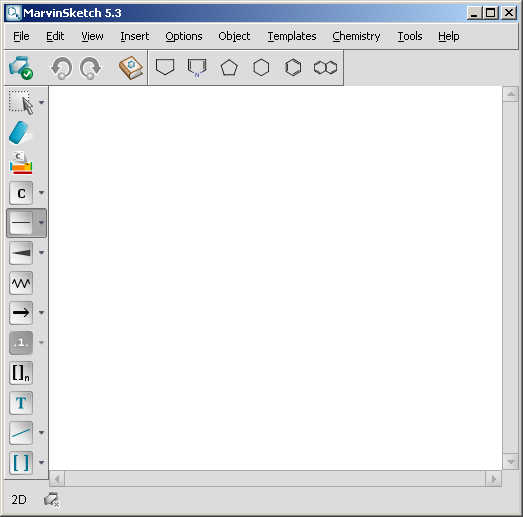 MarvinSketch 5.3
File Edit View Insert Options Object Templates Chemistry Tools Help
N
C
C
.1.
[]n
T
[]
2D